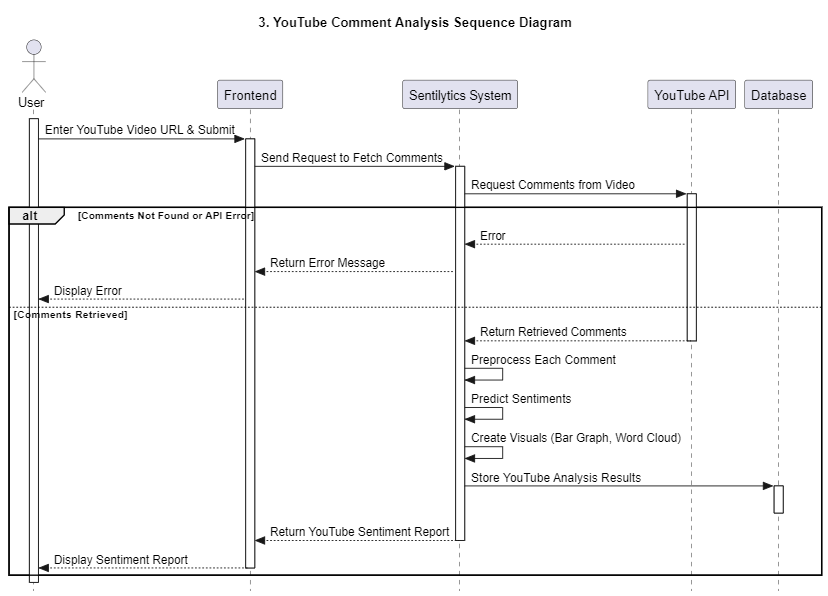 3. YouTube Comment Analysis Sequence Diagram
User
Frontend
Sentilytics System
YouTube API
Database
Enter YouTube Video URL & Submit
Send Request to Fetch Comments
Request Comments from Video
alt
[Comments Not Found or API Error]
Error
Return Error Message
Display Error
[Comments Retrieved]
Return Retrieved Comments
Preprocess Each Comment
Predict Sentiments
Create Visuals (Bar Graph, Word Cloud)
Store YouTube Analysis Results
Return YouTube Sentiment Report
Display Sentiment Report